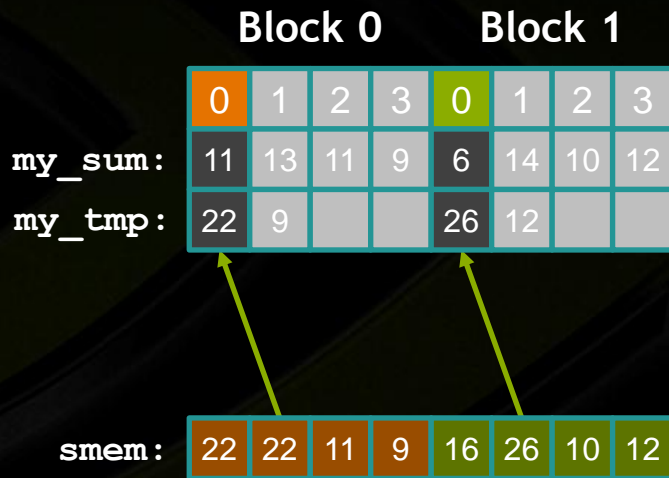 Block 0 Block 1
0 1 2 3 0 1 2 3
my_sum: 11 13 11 9 6 14 10 12
my_tmp: 22 9 26 12
smem: 22 22 11 9 16 26 10 12